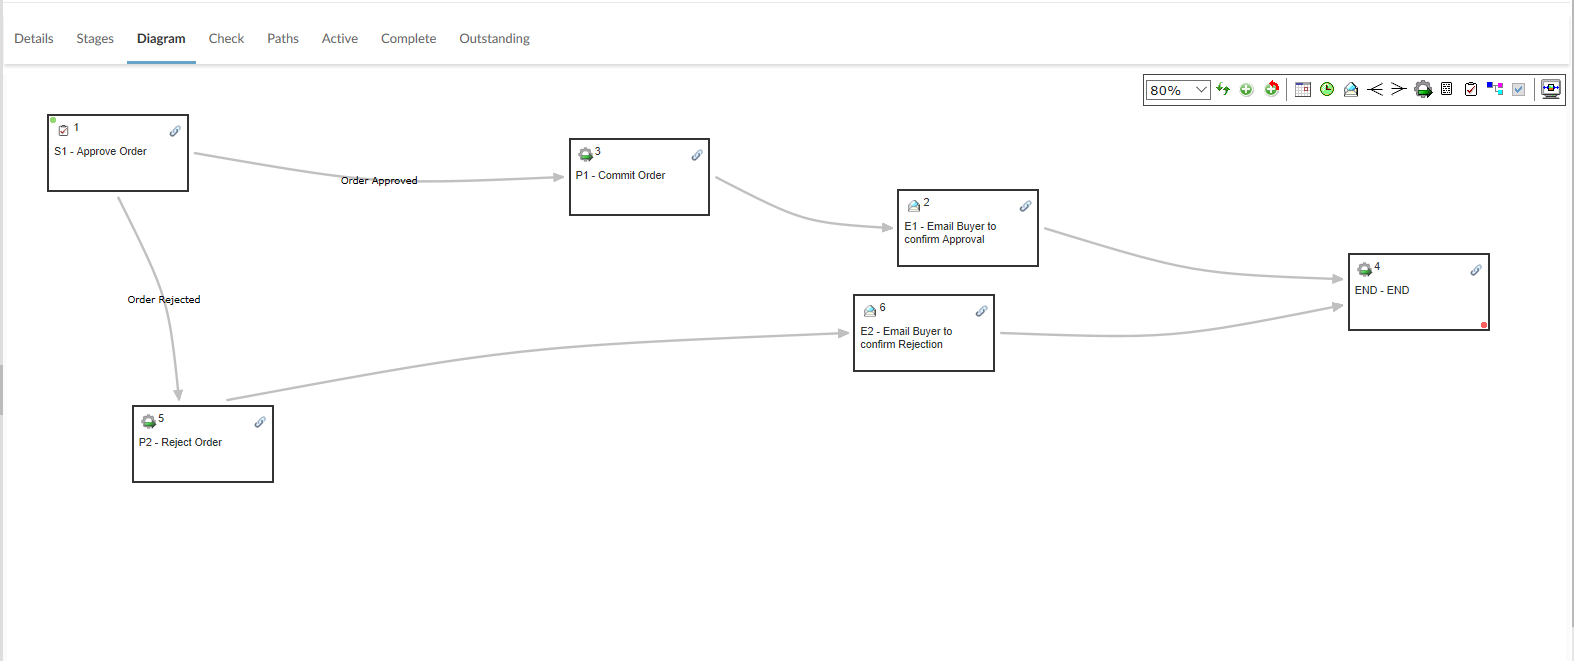 Details Stages Diagram Check Paths Active Complete Outstanding
80%
1
S1 - Approve Order
3
P1 - Commit Order
Order Approved
2
E1 - Email Buyer to
confirm Approval
4
END - END
Order Rejected
6
E2 - Email Buyer to
confirm Rejection
5
P2 - Reject Order